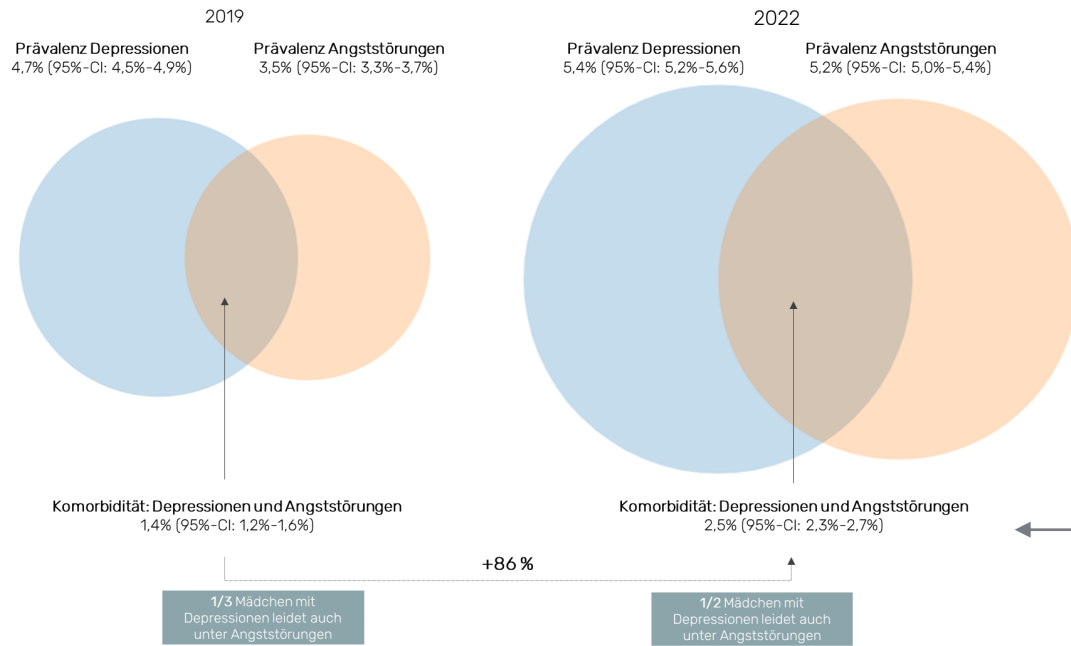 2019
Prävalenz Depressionen
4,7% (95%-CI: 4,5%-4,9%)
Prävalenz Angststörungen
3,5% (95%-CI: 3,3%-3,7%)
2022
Prävalenz Depressionen
5,4% (95%-CI: 5,2%-5,6%)
Prävalenz Angststörungen
5,2% (95%-CI: 5,0%-5,4%)
Komorbidität: Depressionen und Angststörungen
1,4% (95%-CI: 1,2%-1,6%)
Komorbidität: Depressionen und Angststörungen
2,5% (95%-CI: 2,3%-2,7%)
+86 %
1/3 Mädchen mit
Depressionen leidet auch
unter Angststörungen
1/2 Mädchen mit
Depressionen leidet auch
unter Angststörungen